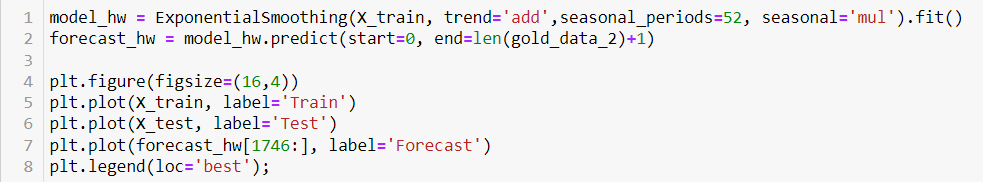 1 model_hw = ExponentialSmoothing(X_train, trend='add',seasonal_periods=52, seasonal='mul').fit()
2 forecast_hw = model_hw.predict(start=0, end=len(gold_data_2)+1)
3
4 plt.figure(figsize=(16,4))
5 plt.plot(X_train, label='Train')
6 plt.plot(X_test, label='Test')
7 plt.plot(forecast_hw[1746:], label='Forecast')
8 plt.legend(loc='best');